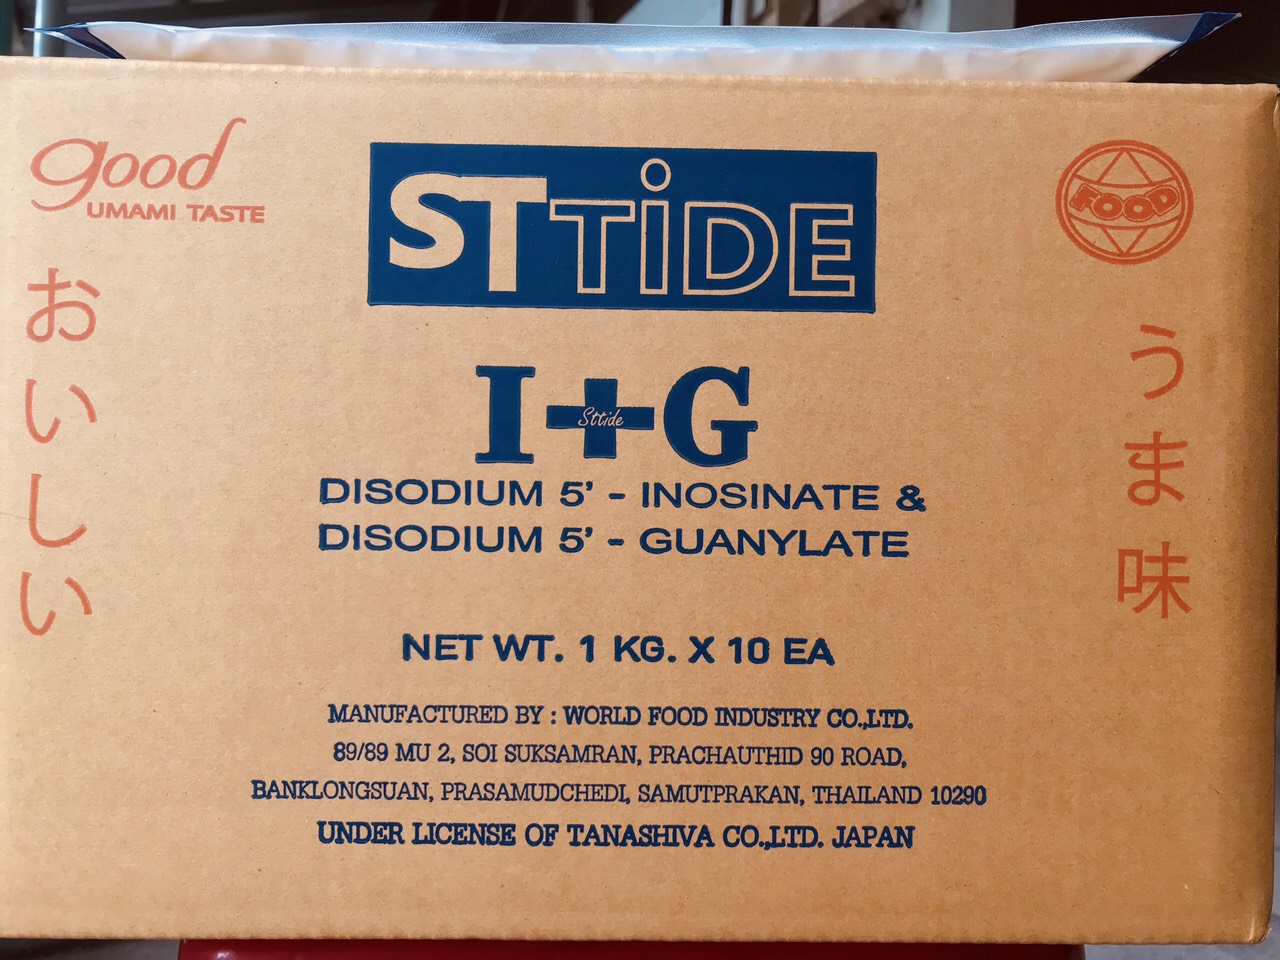 good
UMAMI TASTE
おいしい
STTiDE
FOOD
うま味
I+G
Sttide
DISODIUM 5' - INOSINATE &
DISODIUM 5' - GUANYLATE
NET WT. 1 KG. X 10 EA
MANUFACTURED BY : WORLD FOOD INDUSTRY CO.,LTD.
89/89 MU 2, SOI SUKSAMRAN, PRACHAUTHID 90 ROAD,
BANKLONGSUAN, PRASAMUDCHEDI, SAMUTPRAKAN, THAILAND 10290
UNDER LICENSE OF TANASHIVA CO.,LTD. JAPAN